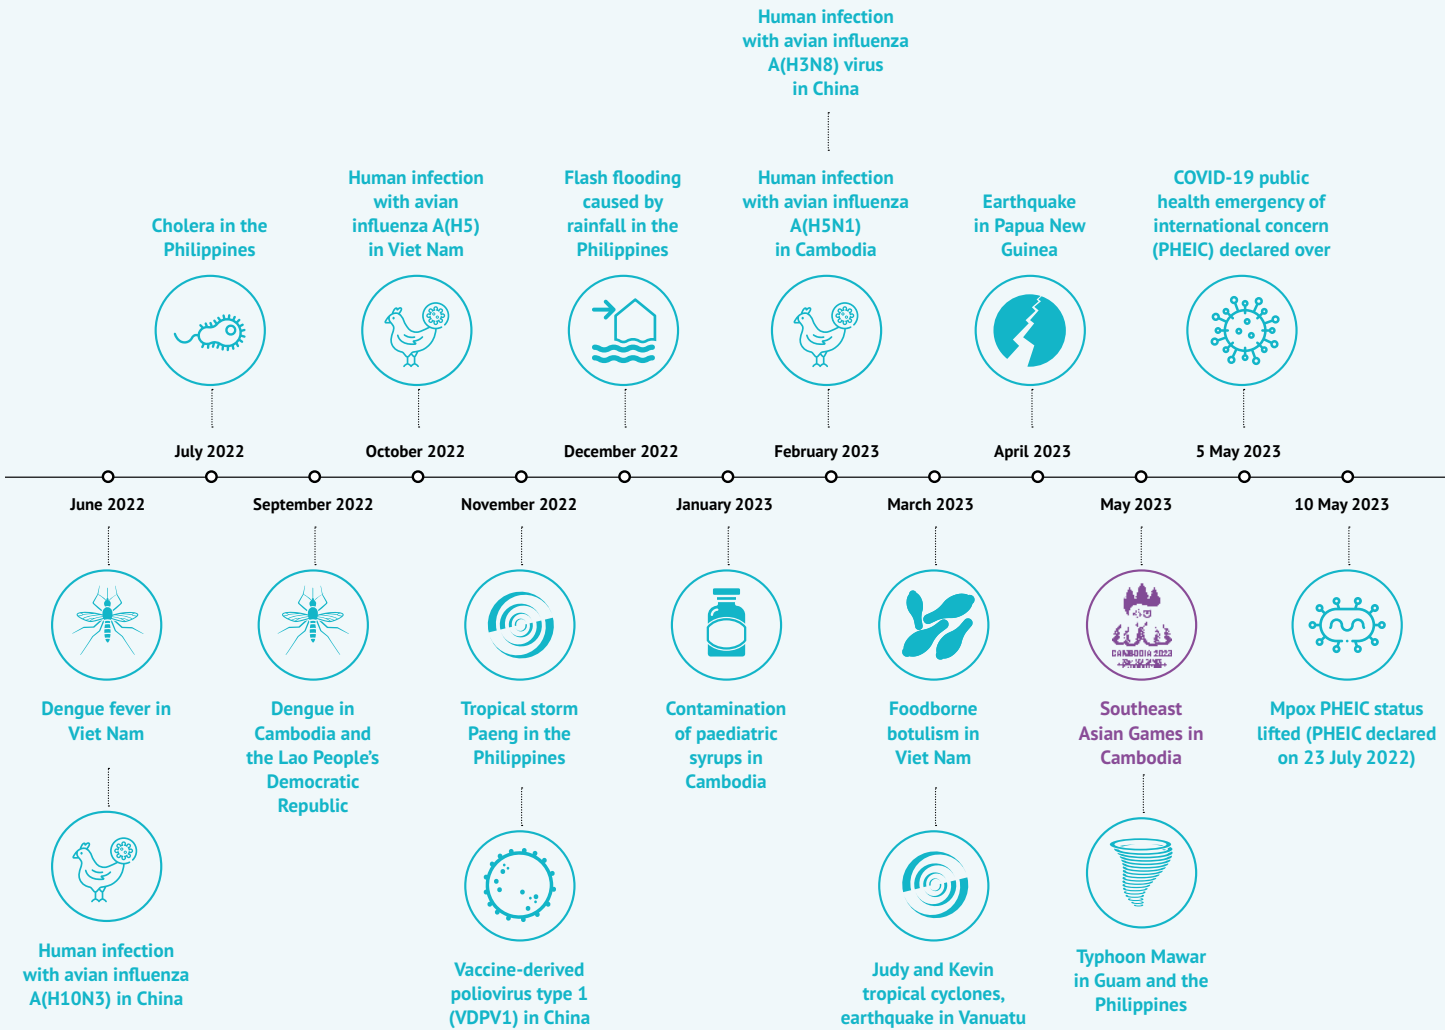 Human infection
with avian influenza
A(H3N8) virus
in China
Cholera in the
Philippines
Human infection
with avian
influenza A(H5)
in Viet Nam
Flash flooding
caused by
rainfall in the
Philippines
Human infection
with avian influenza
A(H5N1)
in Cambodia
Earthquake
in Papua New
Guinea
COVID-19 public
health emergency of
international concern
(PHEIC) declared over
July 2022
October 2022
December 2022
February 2023
April 2023
5 May 2023
June 2022
September 2022
November 2022
January 2023
March 2023
May 2023
10 May 2023
CAMBODIA 2023
Dengue fever in
Viet Nam
Dengue in
Cambodia and
the Lao People's
Democratic
Republic
Tropical storm
Paeng in the
Philippines
Contamination
of paediatric
syrups in
Cambodia
Foodborne
botulism in
Viet Nam
Southeast
Asian Games in
Cambodia
Mpox PHEIC status
lifted (PHEIC declared
on 23 July 2022)
Human infection
with avian influenza
A(H10N3) in China
Vaccine-derived
poliovirus type 1
(VDPV1) in China
Judy and Kevin
tropical cyclones,
earthquake in Vanuatu
Typhoon Mawar
in Guam and the
Philippines